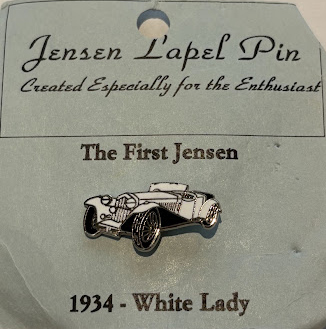 Jensen Lapel Pin
Created Especially for the Enthusiast
The First Jensen
1934 - White Lady